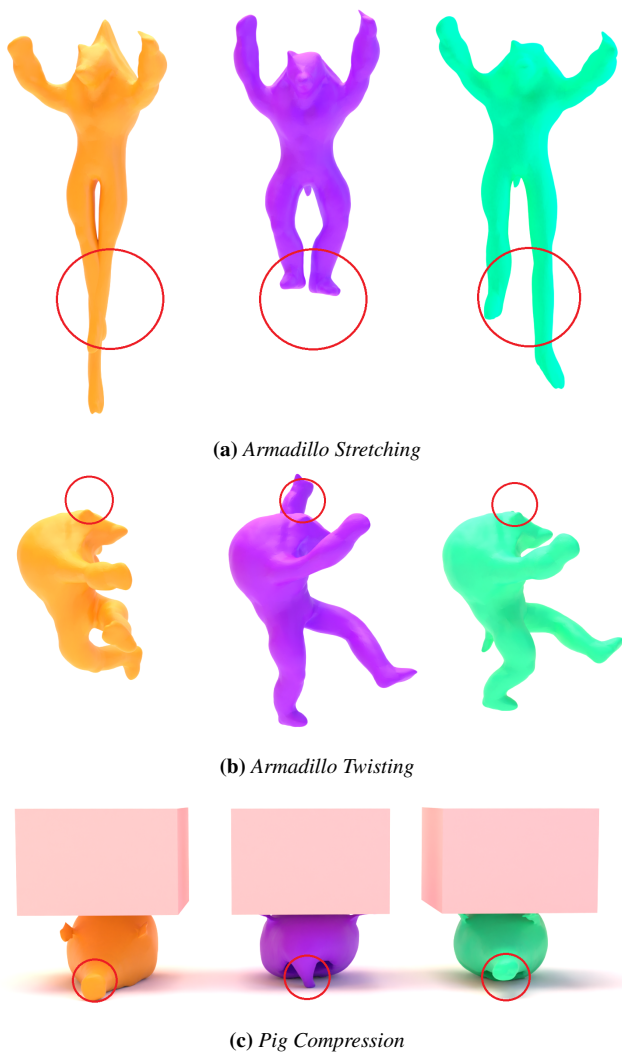 (a) Armadillo Stretching
(b) Armadillo Twisting
(c) Pig Compression